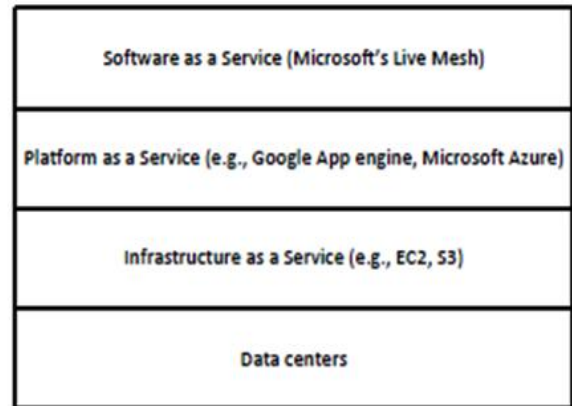 Software as a Service (Microsoft's Live Mesh)
Platform as a Service (e.g., Google App engine, Microsoft Azure)
Infrastructure as a Service (e.g., EC2, S3)
Data centers